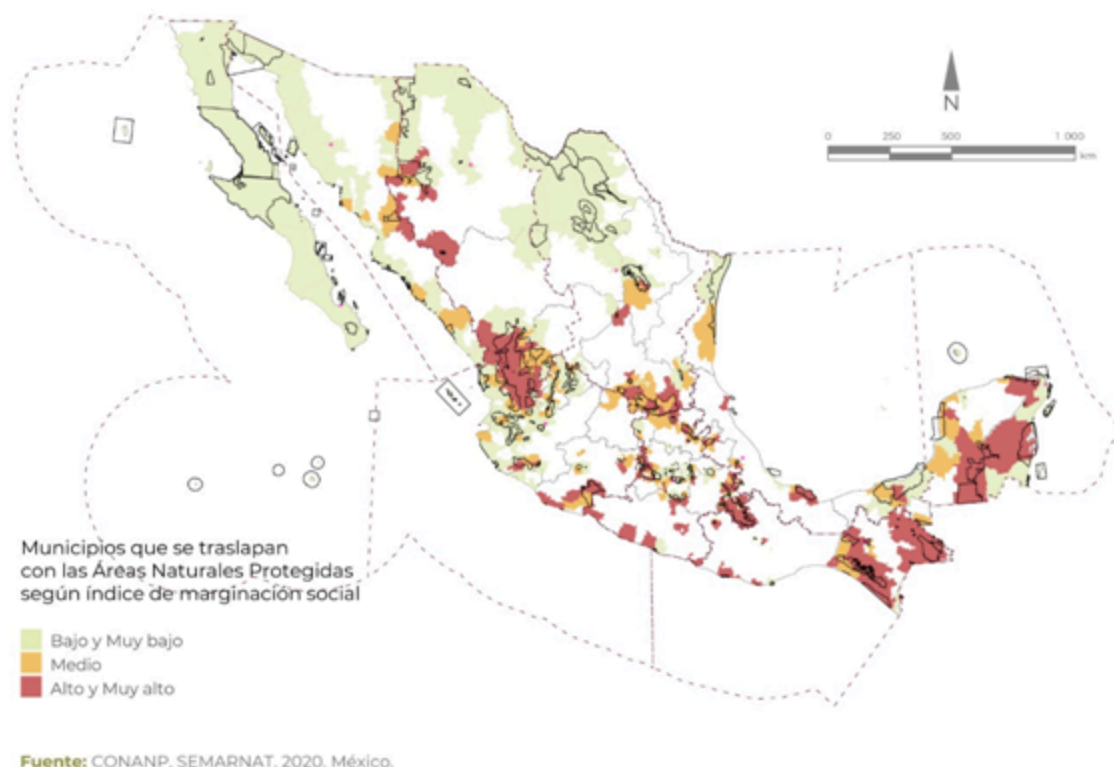 N
0 250 500 1 000
km
Municipios que se traslapan
con las Áreas Naturales Protegidas
según índice de marginación social
Bajo y Muy bajo
Medio
Alto y Muy alto
Fuente: CONANP, SEMARNAT, 2020. México.